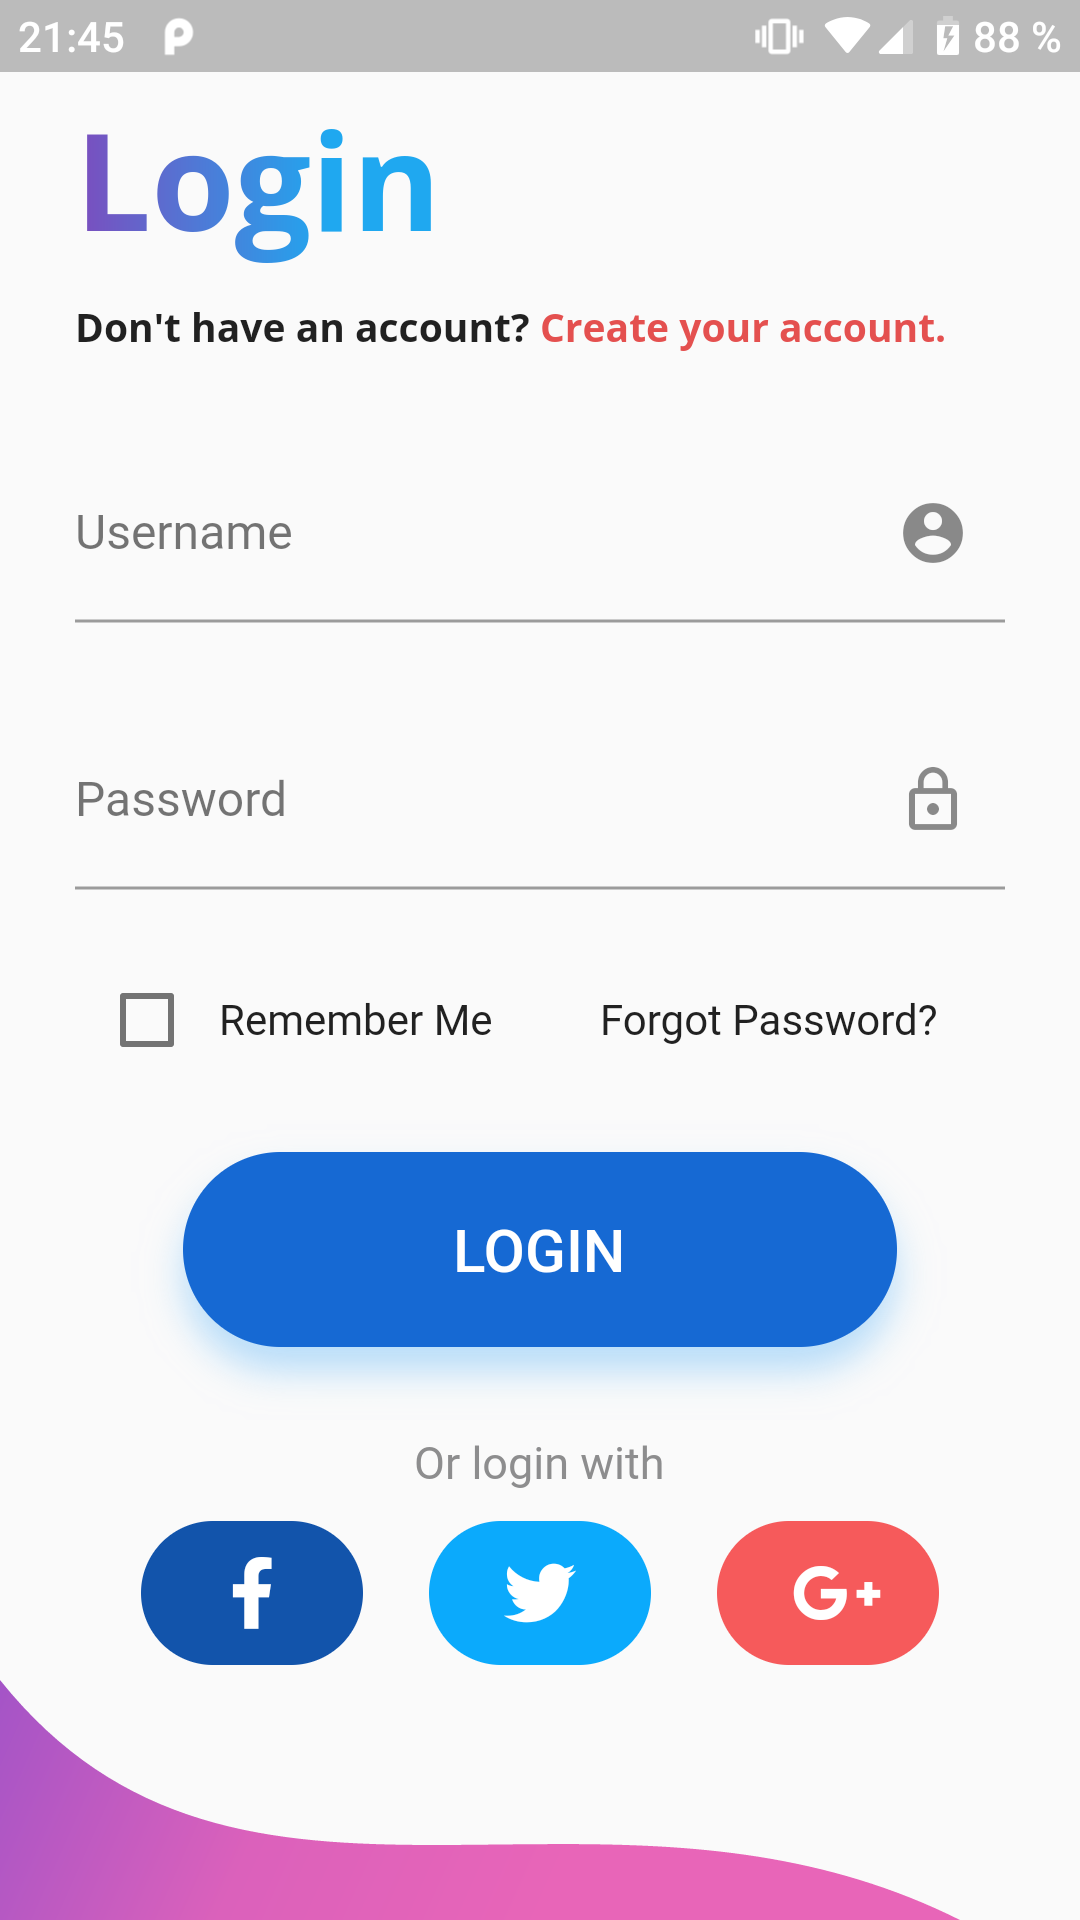 21:45 88 %
Login
Don't have an account? Create your account.
Username
Password
Remember Me Forgot Password?
LOGIN
Or login with
f G+